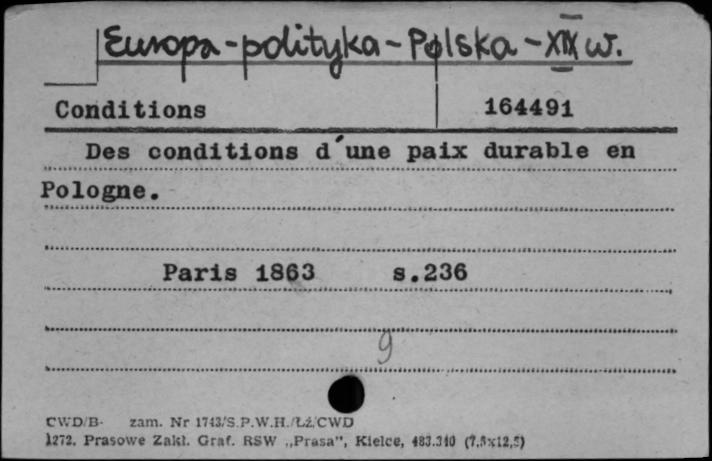 Europa-polityka-Polska-XIX w.
Conditions 164491
Des conditions d´une paix durable en
Pologne.
Paris 1863 s.236
9
CWD/B- zam. Nr 1743/S.P.W.H./Łź/CWD
1272. Prasowe Zakł. Graf. RSW „Prasa”, Kielce, 483.310 (7,5x12,5)